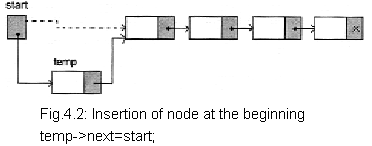 start
temp
x
Fig.4.2: Insertion of node at the beginning
temp->next=start;